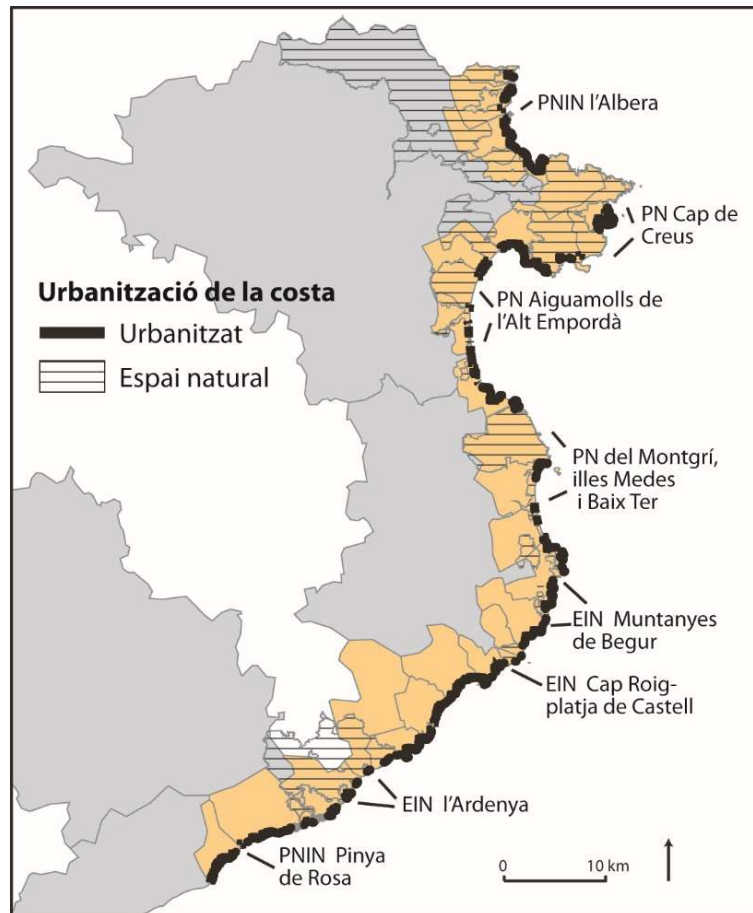 PNIN l'Albera
PN Cap de
Creus
Urbanització de la costa
Urbanitzat
Espai natural
PN Aiguamolls de
l'Alt Empordà
PN del Montgrí,
illes Medes
i Baix Ter
EIN Muntanyes
de Begur
EIN Cap Roig-
platja de Castell
EIN l'Ardenya
PNIN Pinya
de Rosa
0 10 km